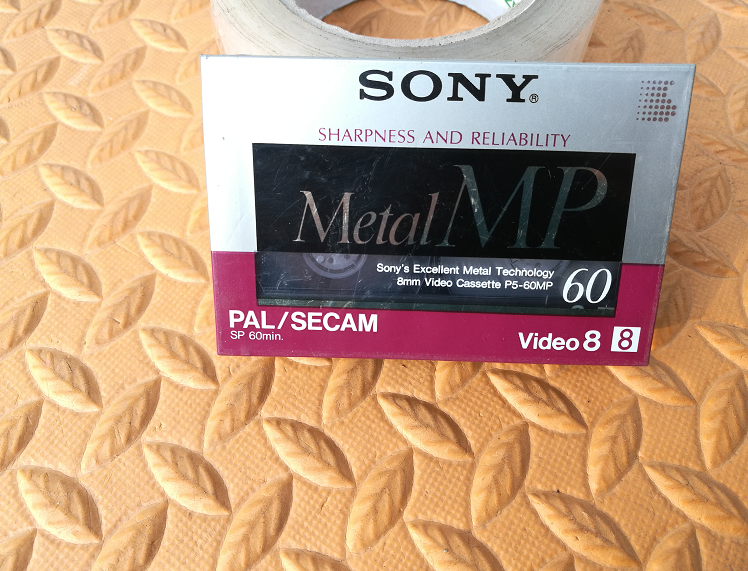 SONY®
SHARPNESS AND RELIABILITY
Metal MP
Sony's Excellent Metal Technology
8mm Video Cassette P5-60MP
60
PAL/SECAM
SP 60min.
Video 8 8